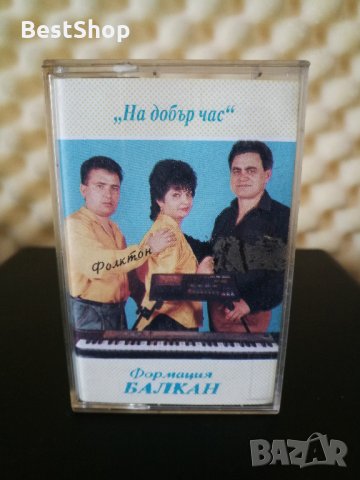 BestShop
„На добър час“
Фолктон
Формация
БАЛКАН
BAZAR